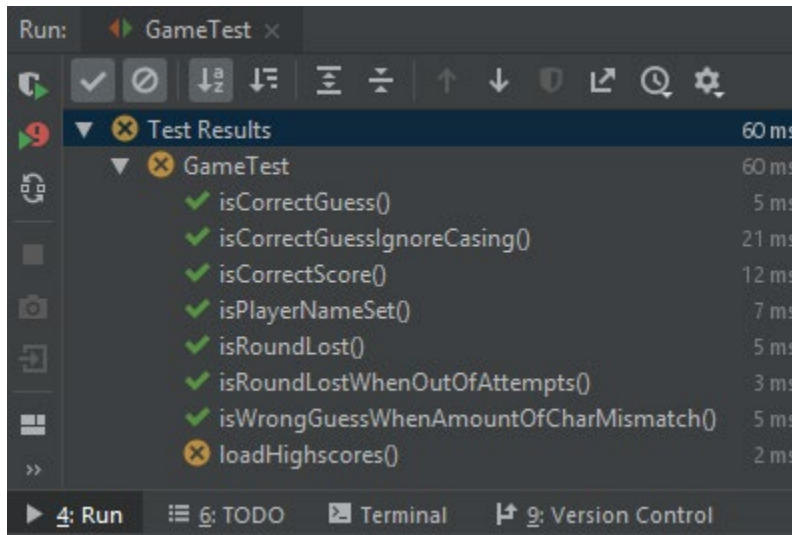 Run: GameTest ×
Test Results 60 ms
GameTest 60 ms
isCorrectGuess() 5 ms
isCorrectGuessIgnoreCasing() 21 ms
isCorrectScore() 12 ms
isPlayerNameSet() 7 ms
isRoundLost() 5 ms
isRoundLostWhenOutOfAttempts() 3 ms
isWrongGuessWhenAmountOfCharMismatch() 5 ms
loadHighscores() 2 ms
4: Run 6: TODO Terminal 9: Version Control